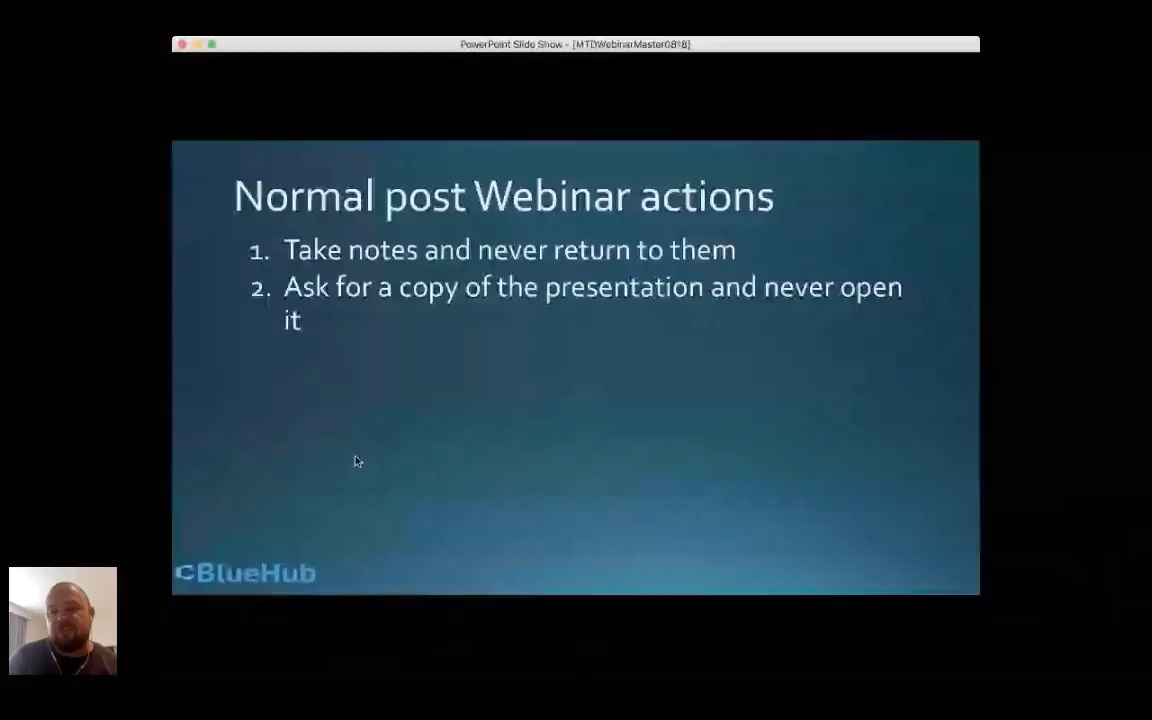 PowerPoint Slide Show - [MTDWebinarMaster0818]
Normal post Webinar actions
1. Take notes and never return to them
2. Ask for a copy of the presentation and never open
it
BlueHub